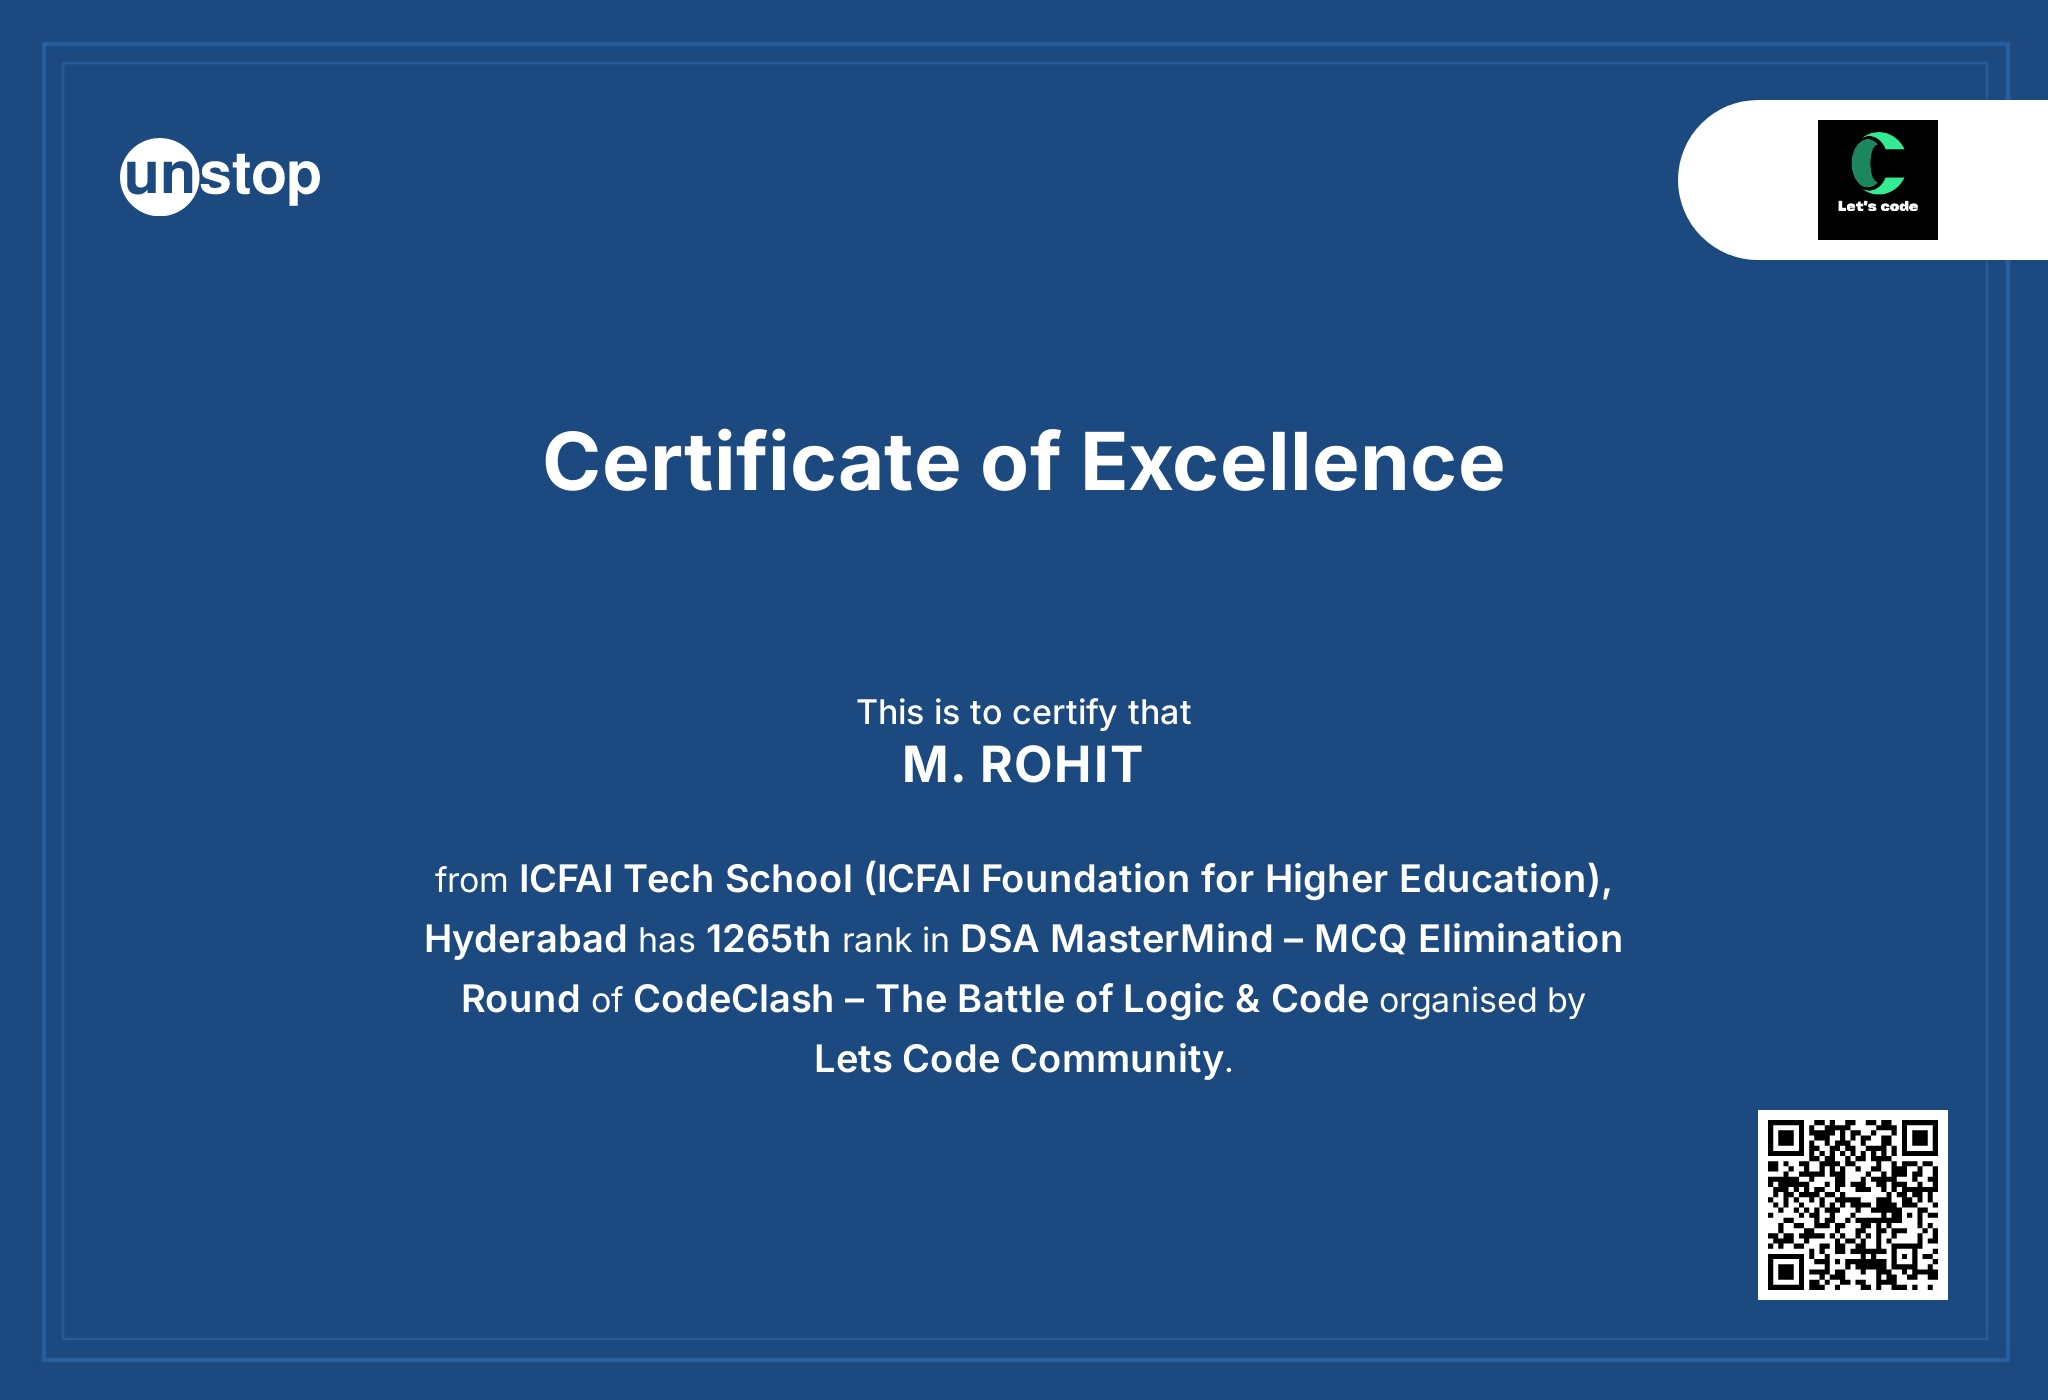 unstop
Let's code
Certificate of Excellence
This is to certify that
M. ROHIT
from ICFAI Tech School (ICFAI Foundation for Higher Education),
Hyderabad has 1265th rank in DSA MasterMind – MCQ Elimination
Round of CodeClash – The Battle of Logic & Code organised by
Lets Code Community.